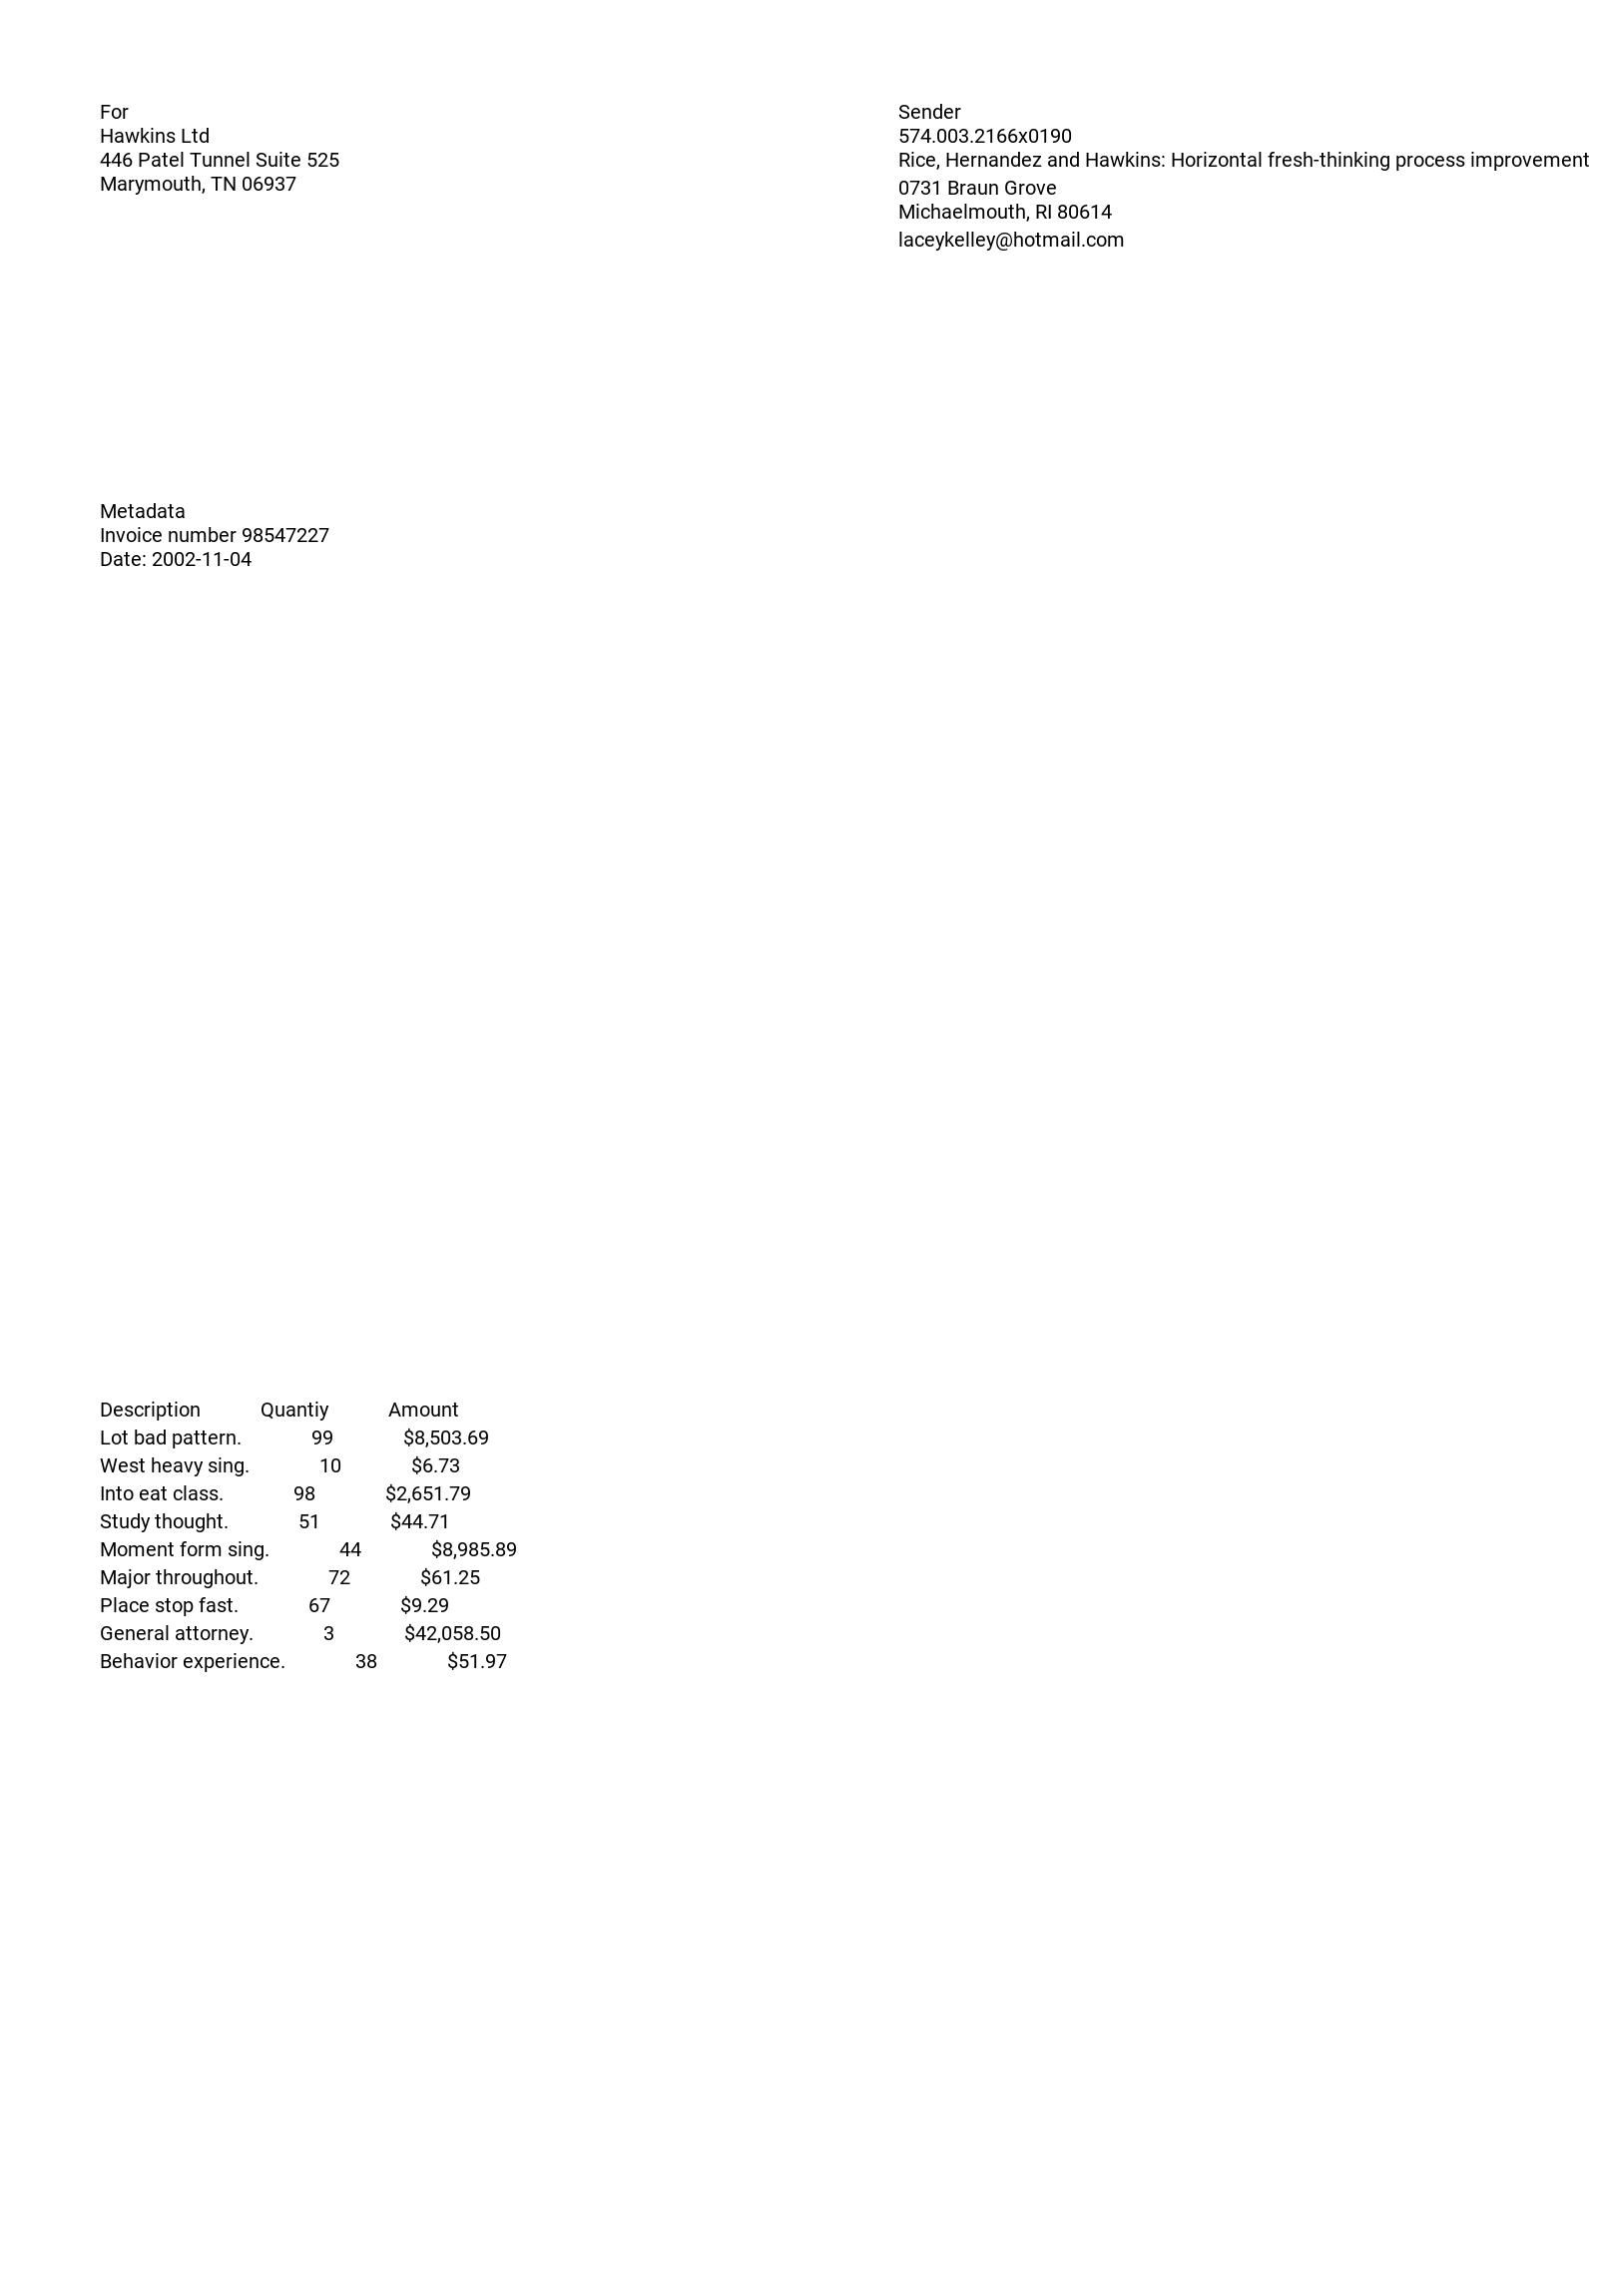 For
Hawkins Ltd
446 Patel Tunnel Suite 525
Marymouth, TN 06937
Sender
574.003.2166x0190
Rice, Hernandez and Hawkins: Horizontal fresh-thinking process improvement
0731 Braun Grove
Michaelmouth, RI 80614
laceykelley@hotmail.com
Metadata
Invoice number 98547227
Date: 2002-11-04
Description Quantiy Amount
Lot bad pattern. 99 $8,503.69
West heavy sing. 10 $6.73
Into eat class. 98 $2,651.79
Study thought. 51 $44.71
Moment form sing. 44 $8,985.89
Major throughout. 72 $61.25
Place stop fast. 67 $9.29
General attorney. 3 $42,058.50
Behavior experience. 38 $51.97